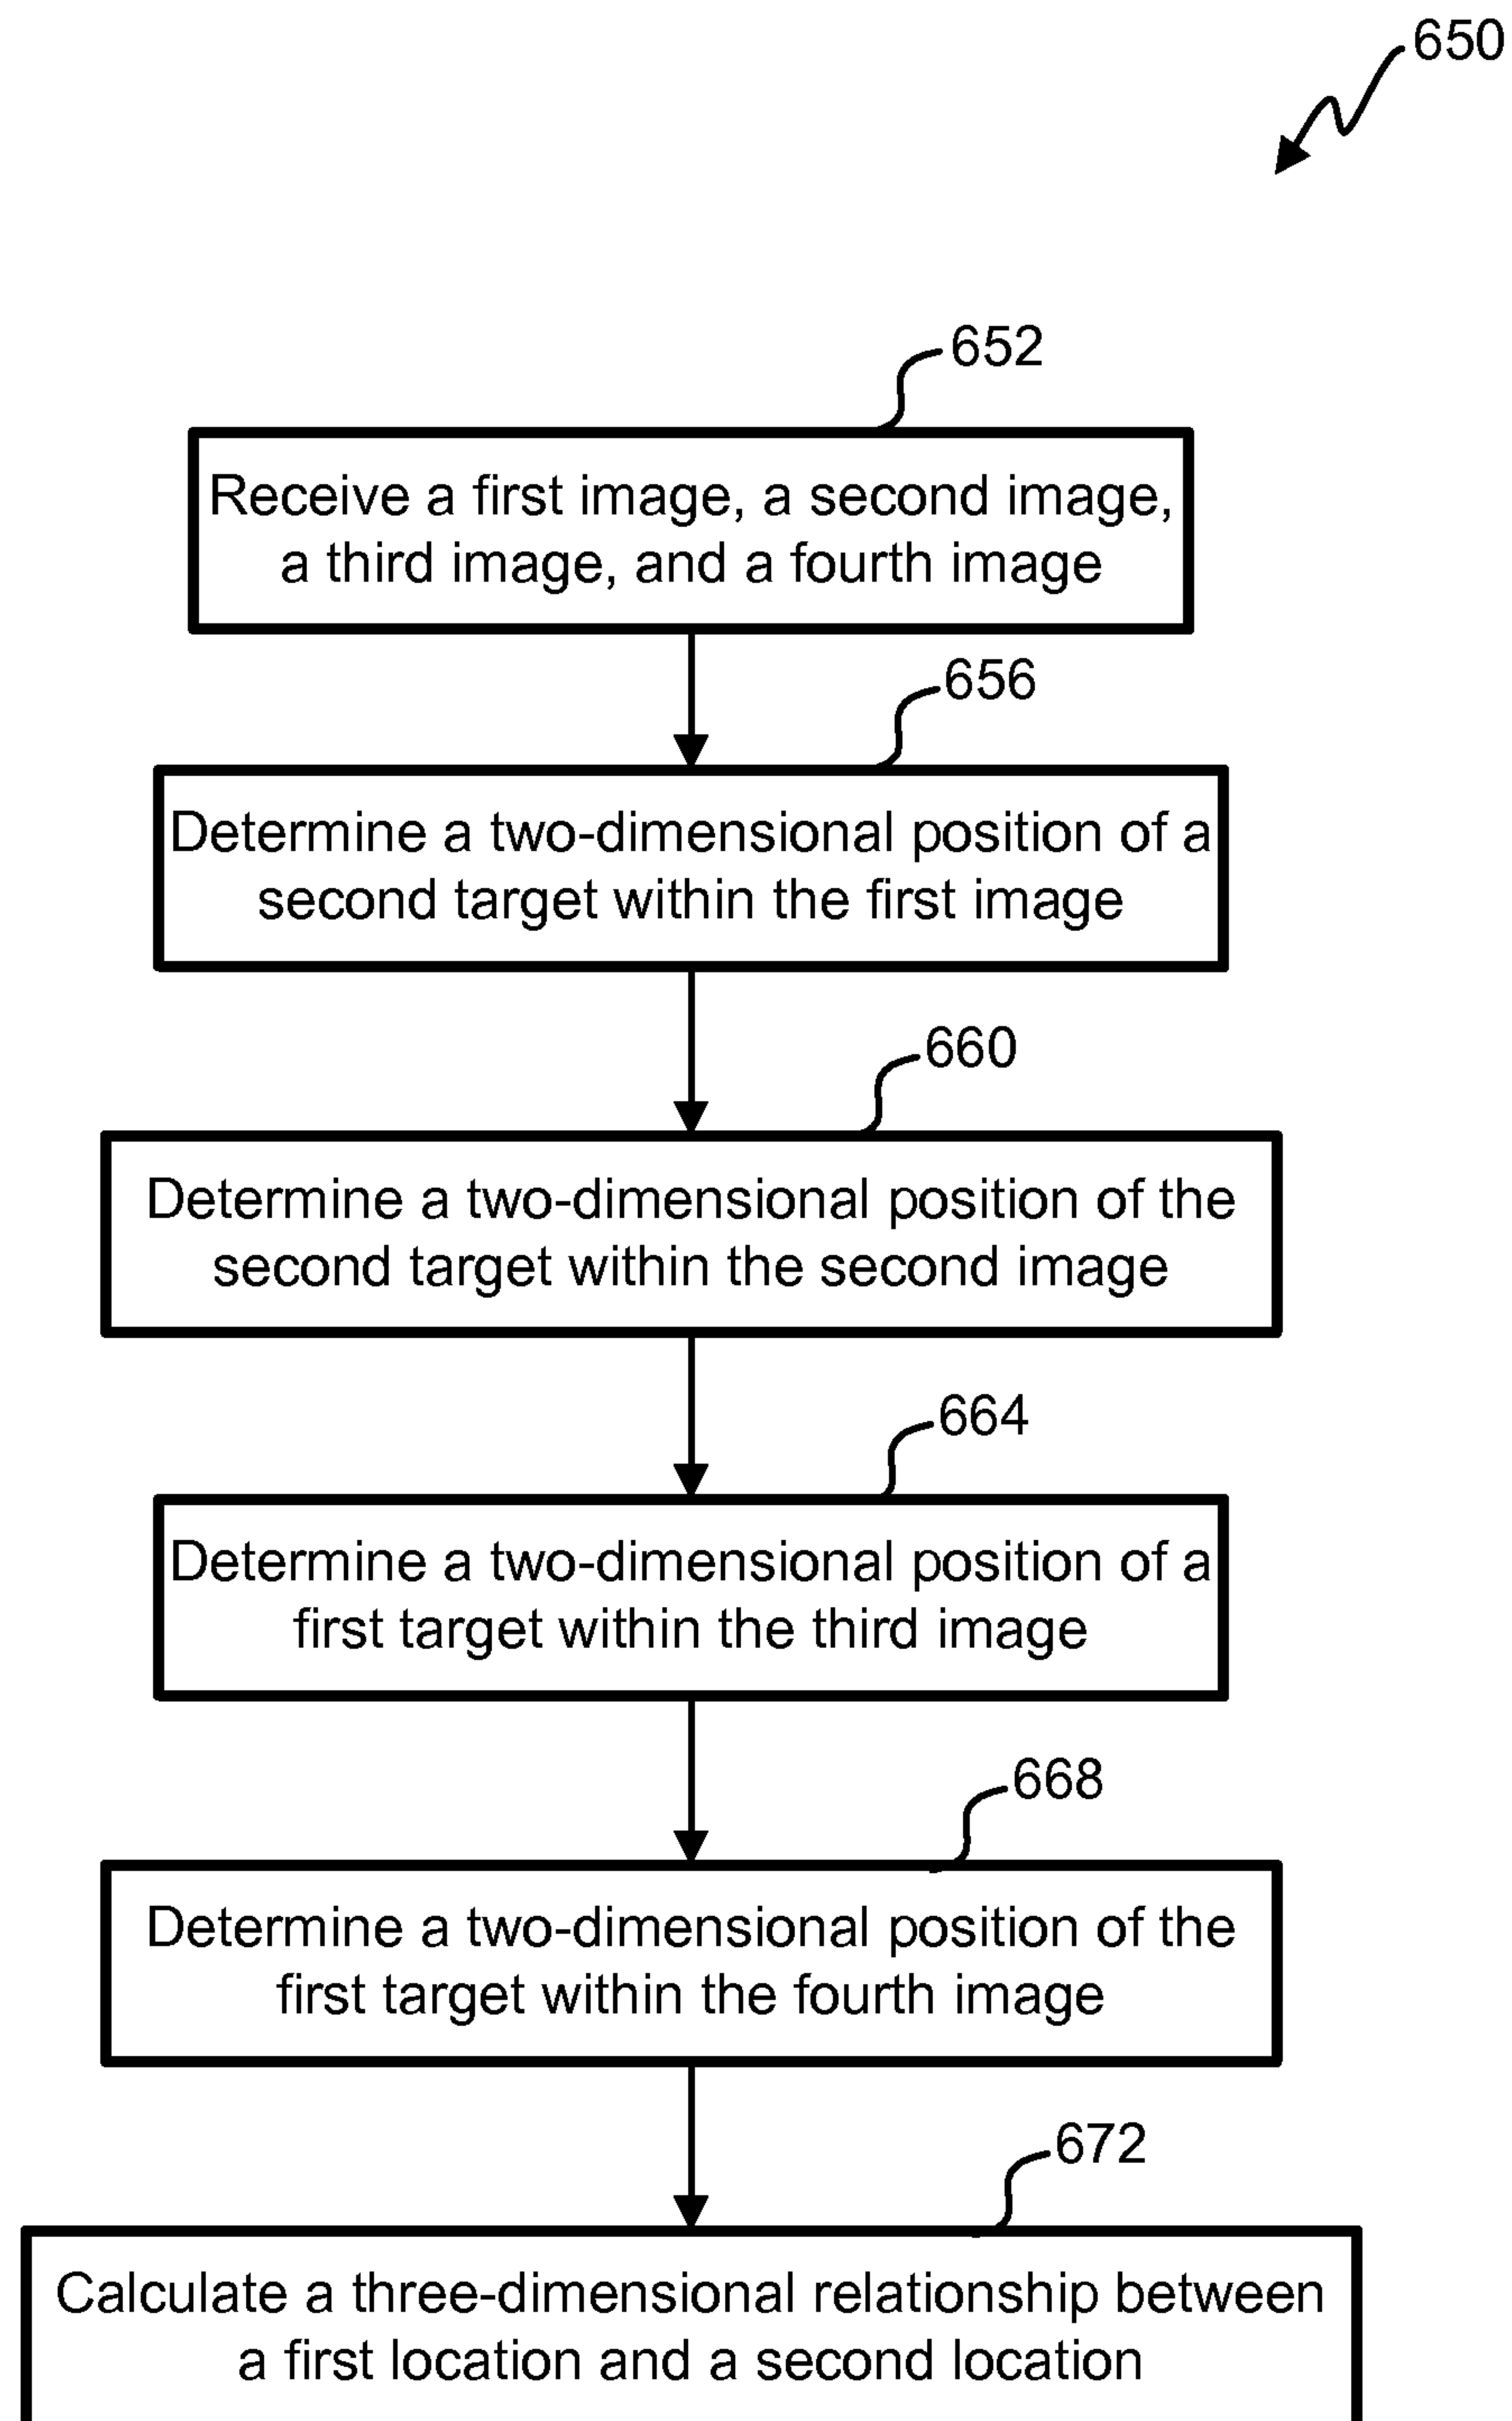 650
652
Receive a first image, a second image,
a third image, and a fourth image
656
Determine a two-dimensional position of a
second target within the first image
660
Determine a two-dimensional position of the
second target within the second image
664
Determine a two-dimensional position of a
first target within the third image
668
Determine a two-dimensional position of the
first target within the fourth image
672
Calculate a three-dimensional relationship between
a first location and a second location